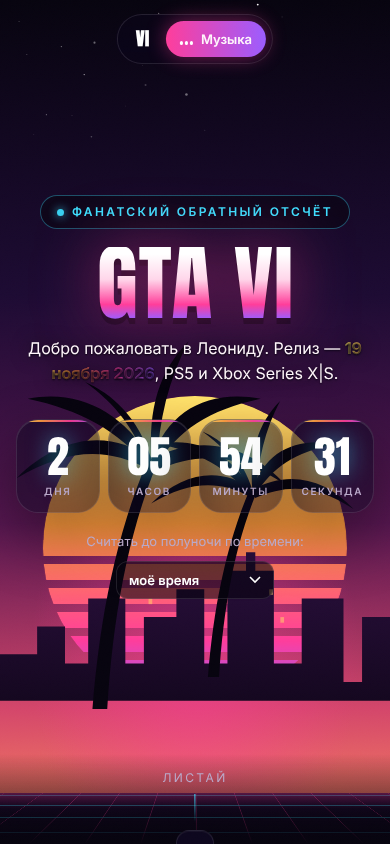 VI
Музыка
ФАНАТСКИЙ ОБРАТНЫЙ ОТСЧЁТ
GTA VI
Добро пожаловать в Леониду. Релиз — 19
ноября 2026, PS5 и Xbox Series X|S.
2 05 54 31
ДНЯ ЧАСОВ МИНУТЫ СЕКУНДА
Считать до полуночи по времени:
моё время
ЛИСТАЙ